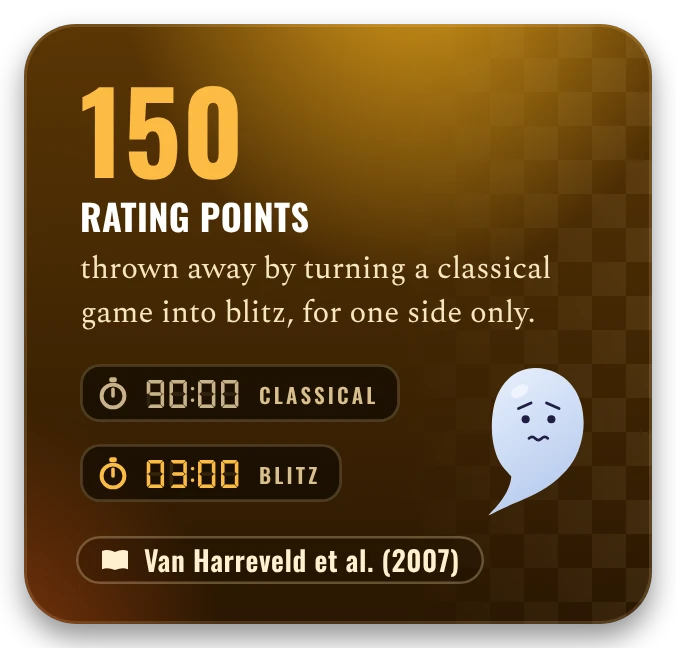 150
RATING POINTS
thrown away by turning a classical
game into blitz, for one side only.
90:00 CLASSICAL
03:00 BLITZ
Van Harreveld et al. (2007)